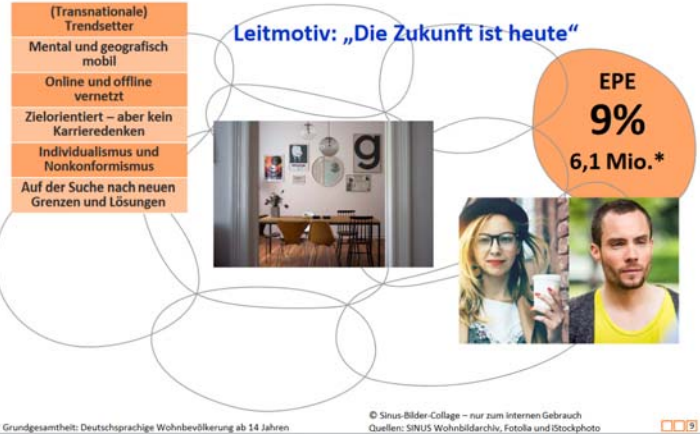 (Transnationale)
Trendsetter
Mental und geografisch
mobil
Online und offline
vernetzt
Zielorientiert – aber kein
Karrieredenken
Individualismus und
Nonkonformismus
Auf der Suche nach neuen
Grenzen und Lösungen
Leitmotiv: „Die Zukunft ist heute“
EPE
9%
6,1 Mio.*
g
© Sinus-Bilder-Collage – nur zum internen Gebrauch
Grundgesamtheit: Deutschsprachige Wohnbevölkerung ab 14 Jahren
Quellen: SINUS Wohnbildarchiv, Fotolia und iStockphoto
9